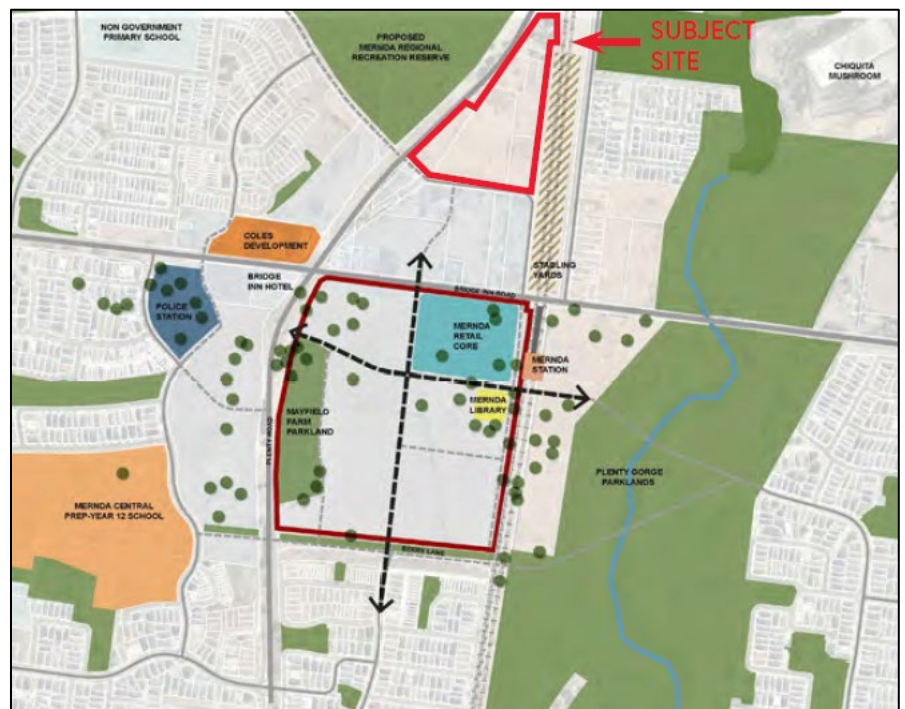 NON GOVERNMENT
PRIMARY SCHOOL
PROPOSED
MERNDA REGIONAL
RECREATION RESERVE
SUBJECT
SITE
CHIQUITA
MUSHROOM
COLES
DEVELOPMENT
BRIDGE
INN HOTEL
STABLING
YARDS
BRIDGE INN ROAD
POLICE
STATION
MERNDA
RETAIL
CORE
MERNDA
STATION
MERNDA
LIBRARY
MAYFIELD
FARM
PARKLAND
PLENTY ROAD
PLENTY GORGE
PARKLANDS
MERNDA CENTRAL
PREP-YEAR 12 SCHOOL